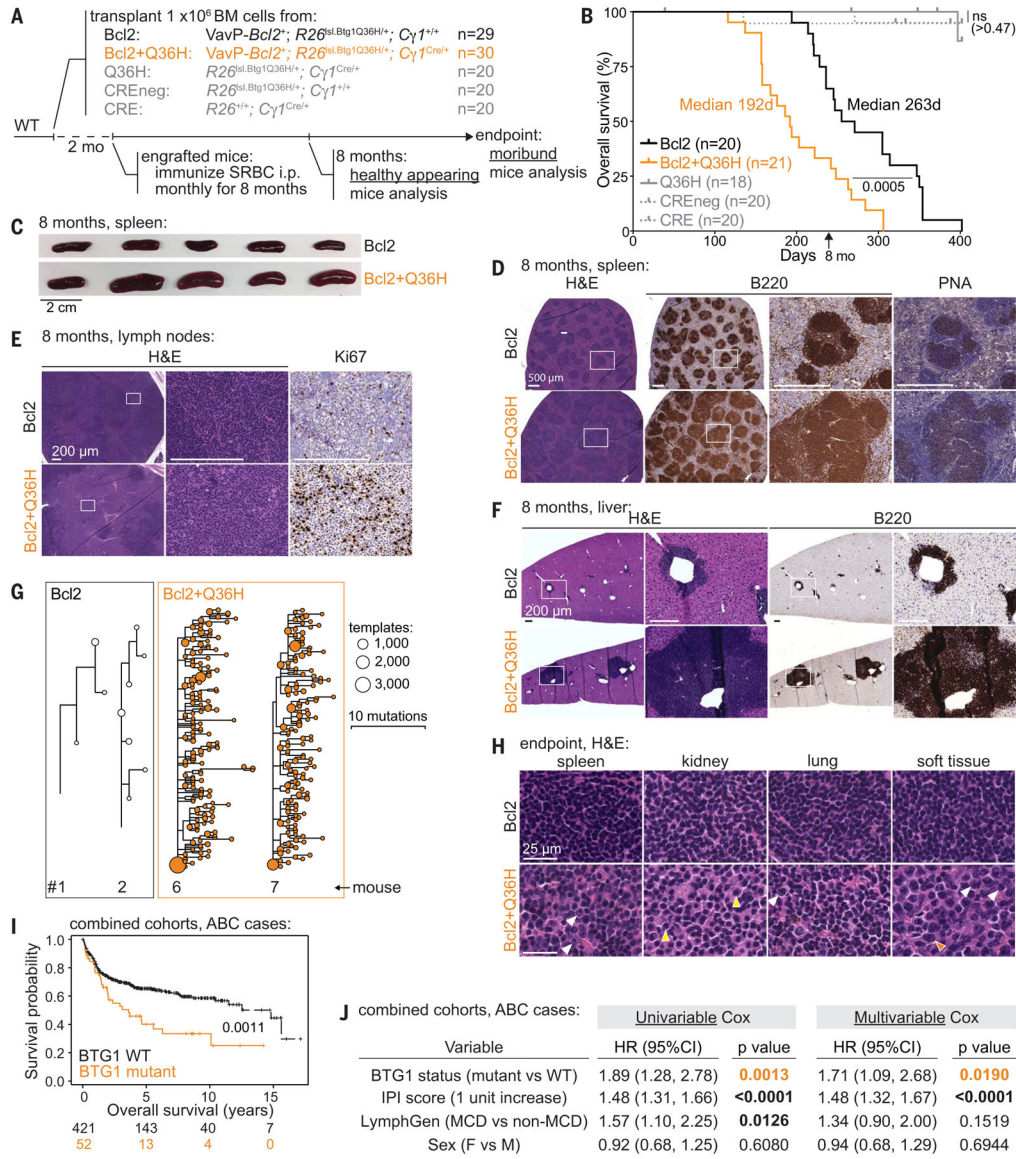 A
transplant 1 x10⁶ BM cells from:
Bcl2: VavP-Bcl2⁺; R26^lsl.Btg1Q36H/+; Cγ1^+/+ n=29
Bcl2+Q36H: VavP-Bcl2⁺; R26^lsl.Btg1Q36H/+; Cγ1^Cre/+ n=30
Q36H: R26^lsl.Btg1Q36H/+; Cγ1^Cre/+ n=20
CREneg: R26^lsl.Btg1Q36H/+; Cγ1^+/+ n=20
CRE: R26^+/+; Cγ1^Cre/+ n=20
WT
2 mo
engrafted mice:
immunize SRBC i.p.
monthly for 8 months
8 months:
healthy appearing
mice analysis
endpoint:
moribund
mice analysis
B
Overall survival (%)
100
75
50
25
0
ns
(>0.47)
Median 192d
Median 263d
Bcl2 (n=20)
Bcl2+Q36H (n=21)
Q36H (n=18)
CREneg (n=20)
CRE (n=20)
0.0005
0 100 200 300 400
Days
8 mo
C
8 months, spleen:
Bcl2
Bcl2+Q36H
2 cm
D
8 months, spleen:
H&E B220 PNA
Bcl2
500 µm
Bcl2+Q36H
E
8 months, lymph nodes:
H&E Ki67
Bcl2
200 µm
Bcl2+Q36H
F
8 months, liver:
H&E B220
Bcl2
200 µm
Bcl2+Q36H
G
Bcl2
Bcl2+Q36H
templates:
1,000
2,000
3,000
10 mutations
#1 2 6 7
mouse
H
endpoint, H&E:
spleen kidney lung soft tissue
Bcl2
25 µm
Bcl2+Q36H
I
combined cohorts, ABC cases:
Survival probability
1.0
0.8
0.6
0.4
0.2
0.0
0.0011
BTG1 WT
BTG1 mutant
0 5 10 15
Overall survival (years)
421 143 40 7
52 13 4 0
J
combined cohorts, ABC cases:
Univariable Cox Multivariable Cox
Variable HR (95%CI) p value HR (95%CI) p value
BTG1 status (mutant vs WT) 1.89 (1.28, 2.78) 0.0013 1.71 (1.09, 2.68) 0.0190
IPI score (1 unit increase) 1.48 (1.31, 1.66) <0.0001 1.48 (1.32, 1.67) <0.0001
LymphGen (MCD vs non-MCD) 1.57 (1.10, 2.25) 0.0126 1.34 (0.90, 2.00) 0.1519
Sex (F vs M) 0.92 (0.68, 1.25) 0.6080 0.94 (0.68, 1.29) 0.6944